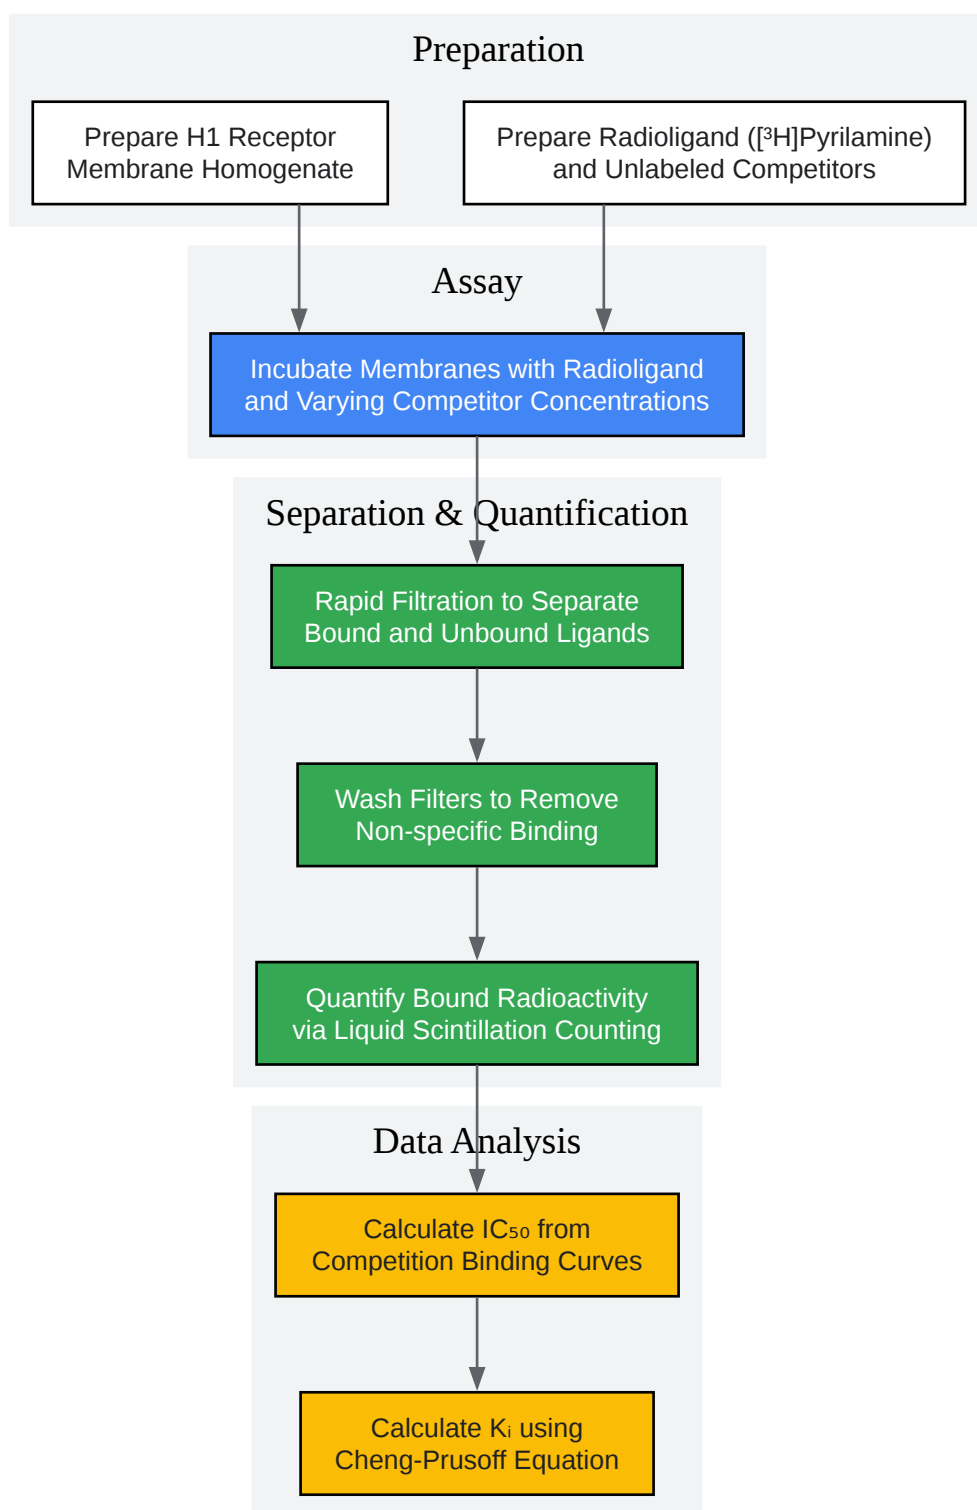 Preparation
Prepare H1 Receptor
Membrane Homogenate
Prepare Radioligand ([³H]Pyrilamine)
and Unlabeled Competitors
Assay
Incubate Membranes with Radioligand
and Varying Competitor Concentrations
Separation & Quantification
Rapid Filtration to Separate
Bound and Unbound Ligands
Wash Filters to Remove
Non-specific Binding
Quantify Bound Radioactivity
via Liquid Scintillation Counting
Data Analysis
Calculate IC₅₀ from
Competition Binding Curves
Calculate Kᵢ using
Cheng-Prusoff Equation